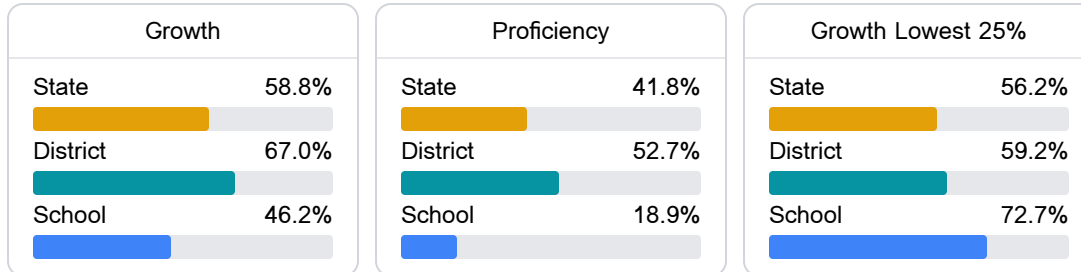 Growth
State 58.8%
District 67.0%
School 46.2%
Proficiency
State 41.8%
District 52.7%
School 18.9%
Growth Lowest 25%
State 56.2%
District 59.2%
School 72.7%